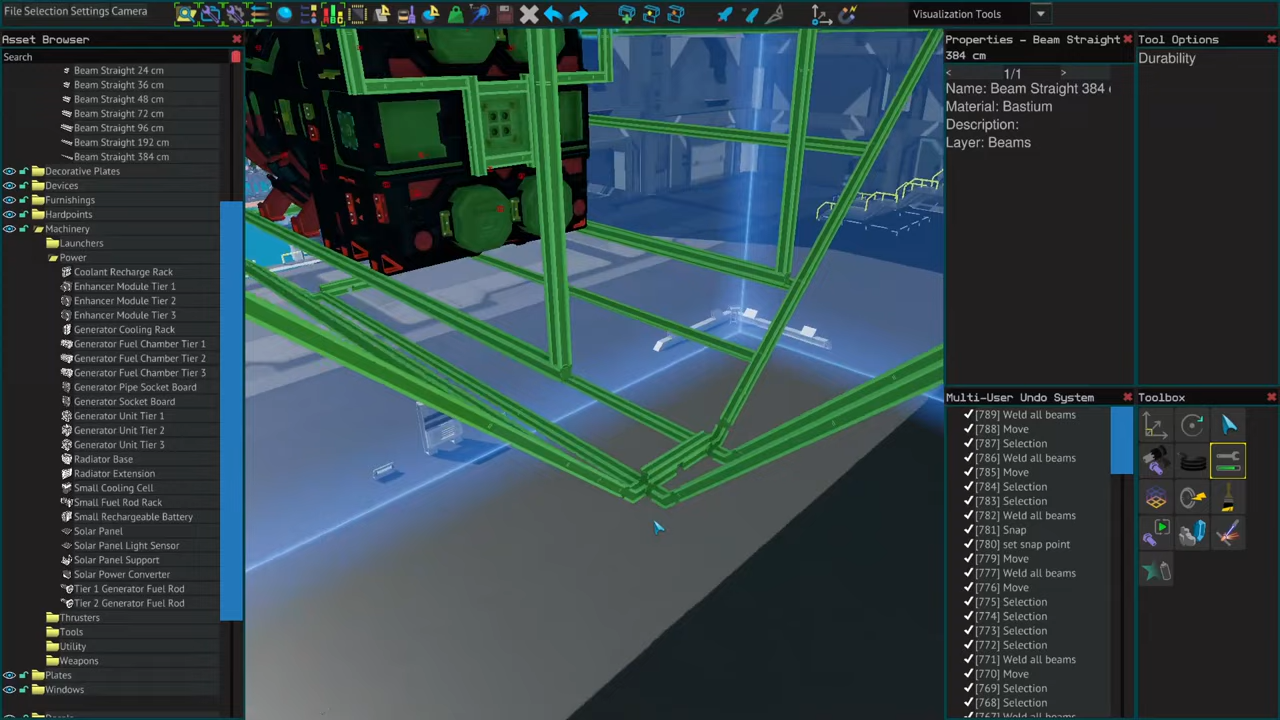 File Selection Settings Camera
Visualization Tools
Asset Browser
Search
Beam Straight 24 cm
Beam Straight 36 cm
Beam Straight 48 cm
Beam Straight 72 cm
Beam Straight 96 cm
Beam Straight 192 cm
Beam Straight 384 cm
Decorative Plates
Devices
Furnishings
Hardpoints
Machinery
Launchers
Power
Coolant Recharge Rack
Enhancer Module Tier 1
Enhancer Module Tier 2
Enhancer Module Tier 3
Generator Cooling Rack
Generator Fuel Chamber Tier 1
Generator Fuel Chamber Tier 2
Generator Fuel Chamber Tier 3
Generator Pipe Socket Board
Generator Socket Board
Generator Unit Tier 1
Generator Unit Tier 2
Generator Unit Tier 3
Radiator Base
Radiator Extension
Small Cooling Cell
Small Fuel Rod Rack
Small Rechargeable Battery
Solar Panel
Solar Panel Light Sensor
Solar Panel Support
Solar Power Converter
Tier 1 Generator Fuel Rod
Tier 2 Generator Fuel Rod
Thrusters
Tools
Utility
Weapons
Plates
Windows
Properties - Beam Straight
384 cm
< 1/1 >
Name: Beam Straight 384
Material: Bastium
Description:
Layer: Beams
Tool Options
Durability
Multi-User Undo System
[789] Weld all beams
[788] Move
[787] Selection
[786] Weld all beams
[785] Move
[784] Selection
[783] Selection
[782] Weld all beams
[781] Snap
[780] set snap point
[779] Move
[777] Weld all beams
[776] Move
[775] Selection
[774] Selection
[773] Selection
[772] Selection
[771] Weld all beams
[770] Move
[769] Selection
[768] Selection
[767] Weld all beams
Toolbox